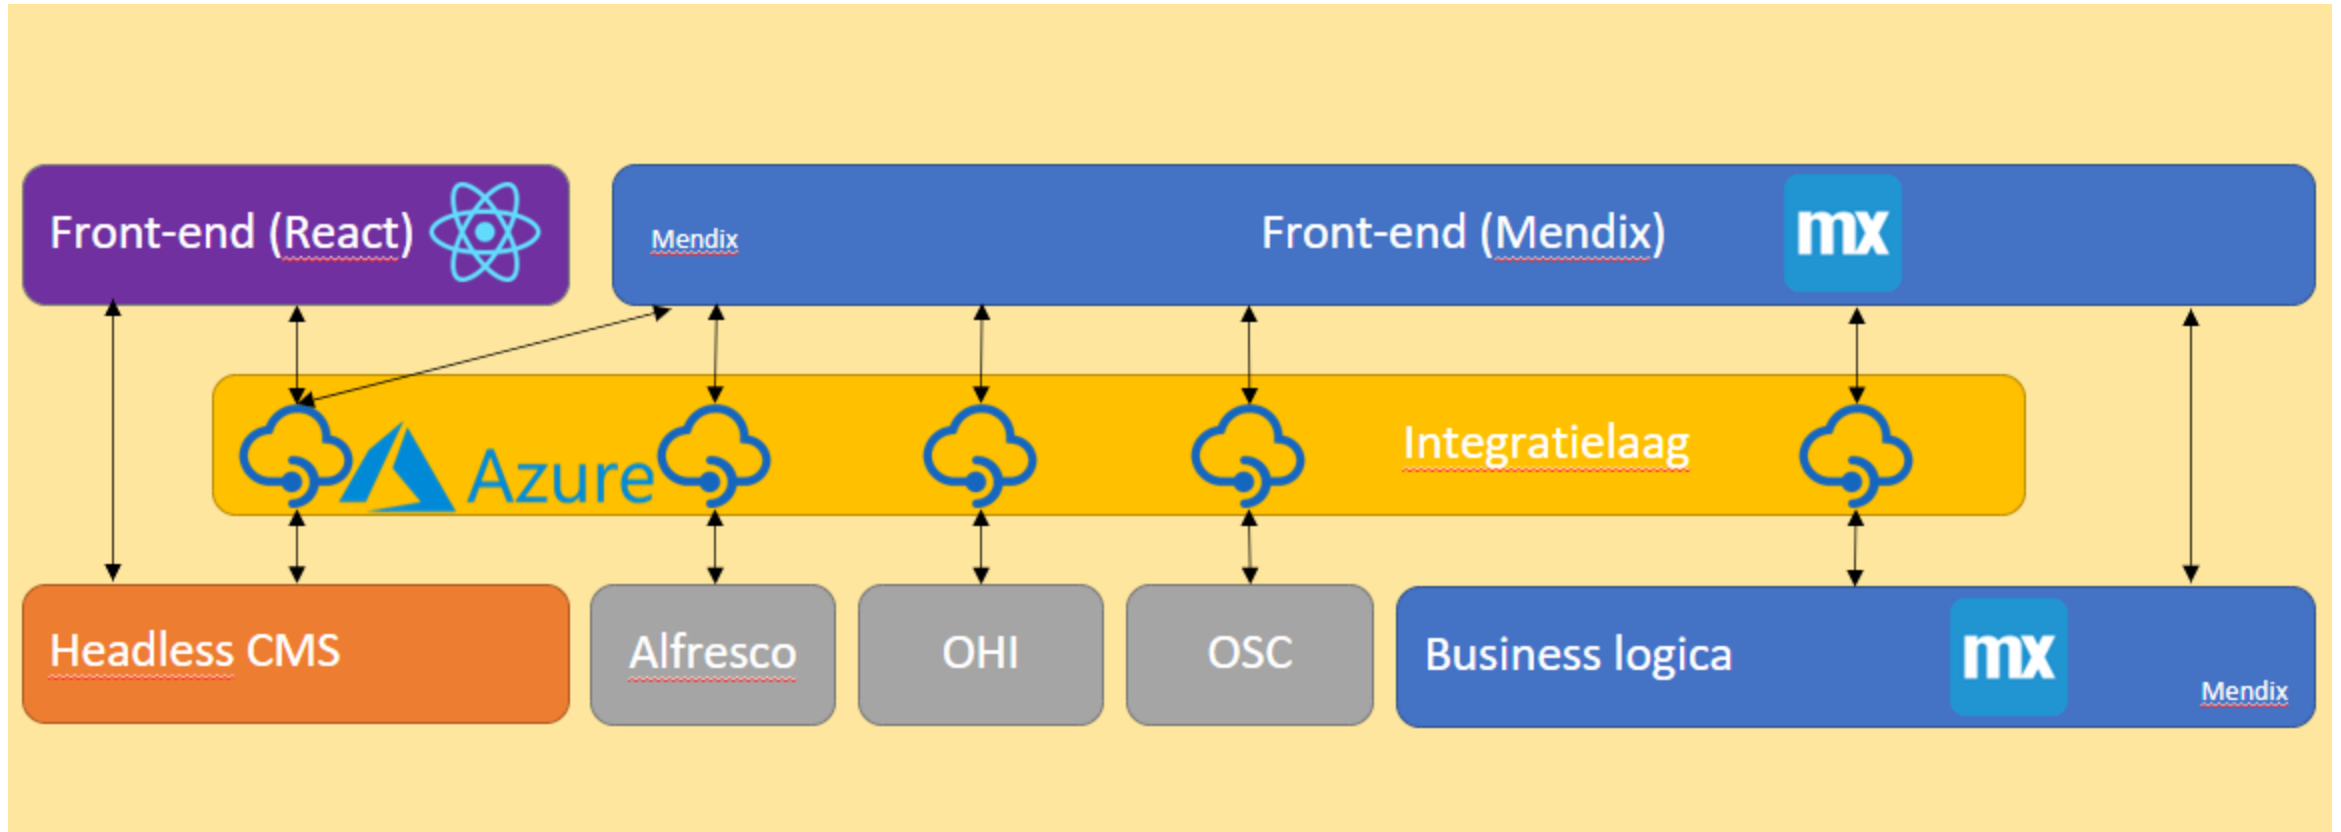 Front-end (React)
Mendix
Front-end (Mendix)
mx
Azure
Integratielaag
Headless CMS
Alfresco
OHI
OSC
Business logica
mx
Mendix